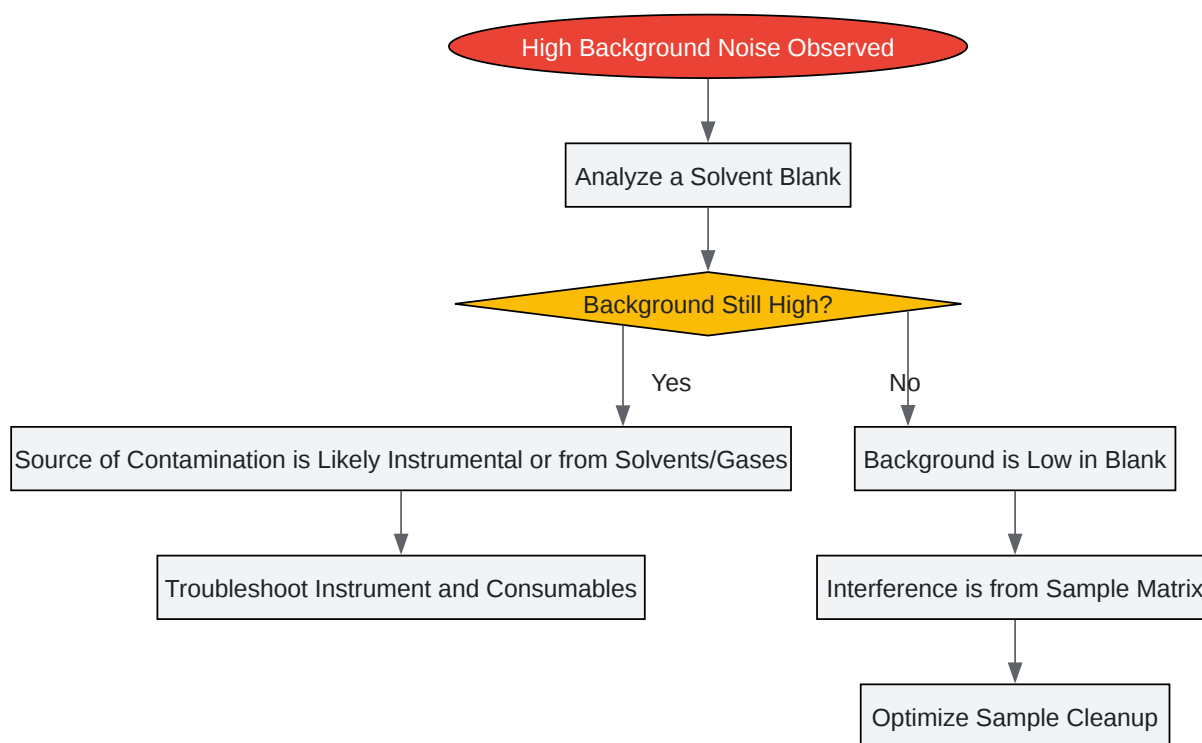 High Background Noise Observed
Analyze a Solvent Blank
Background Still High?
Yes
No
Source of Contamination is Likely Instrumental or from Solvents/Gases
Background is Low in Blank
Troubleshoot Instrument and Consumables
Interference is from Sample Matrix
Optimize Sample Cleanup